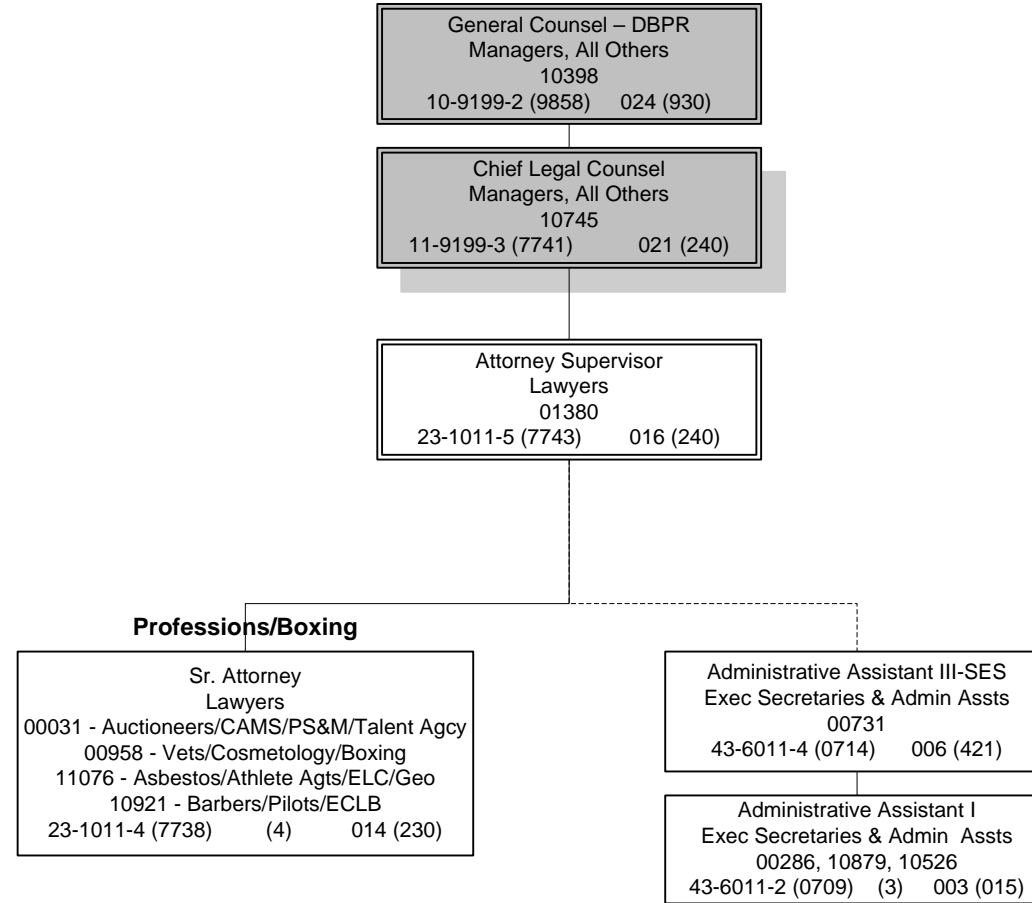 General Counsel – DBPR
Managers, All Others
10398
10-9199-2 (9858) 024 (930)
Chief Legal Counsel
Managers, All Others
10745
11-9199-3 (7741) 021 (240)
Attorney Supervisor
Lawyers
01380
23-1011-5 (7743) 016 (240)
Professions/Boxing
Sr. Attorney
Lawyers
00031 - Auctioneers/CAMS/PS&M/Talent Agcy
00958 - Vets/Cosmetology/Boxing
11076 - Asbestos/Athlete Agts/ELC/Geo
10921 - Barbers/Pilots/ECLB
23-1011-4 (7738) (4) 014 (230)
Administrative Assistant III-SES
Exec Secretaries & Admin Assts
00731
43-6011-4 (0714) 006 (421)
Administrative Assistant I
Exec Secretaries & Admin Assts
00286, 10879, 10526
43-6011-2 (0709) (3) 003 (015)